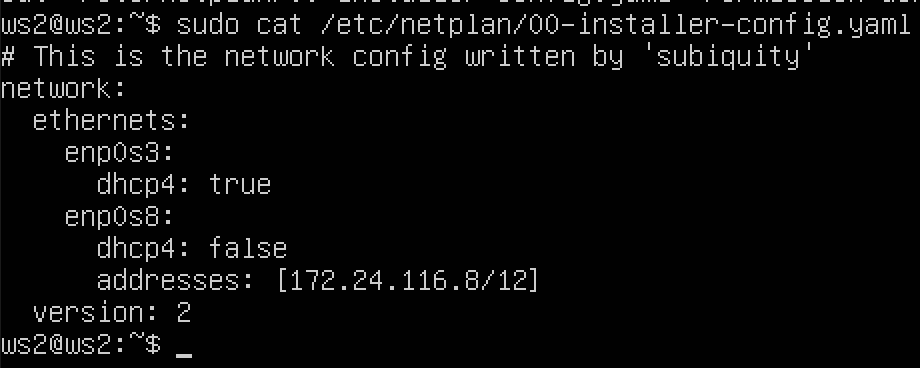 ws2@ws2:~$ sudo cat /etc/netplan/00-installer-config.yaml
# This is the network config written by 'subiquity'
network:
  ethernets:
    enp0s3:
      dhcp4: true
    enp0s8:
      dhcp4: false
      addresses: [172.24.116.8/12]
  version: 2
ws2@ws2:~$ _